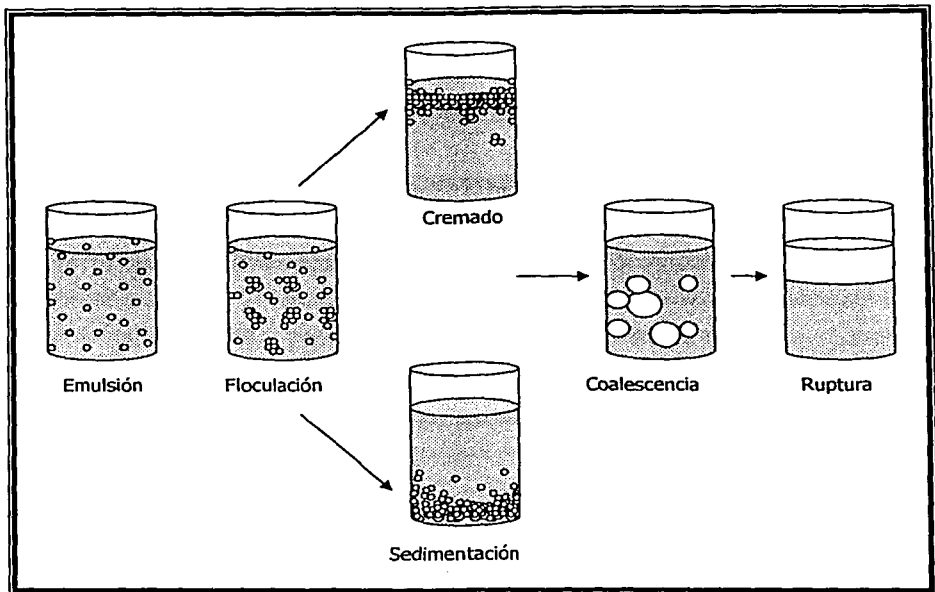 Cremado
Emulsión
Floculación
Coalescencia
Ruptura
Sedimentación